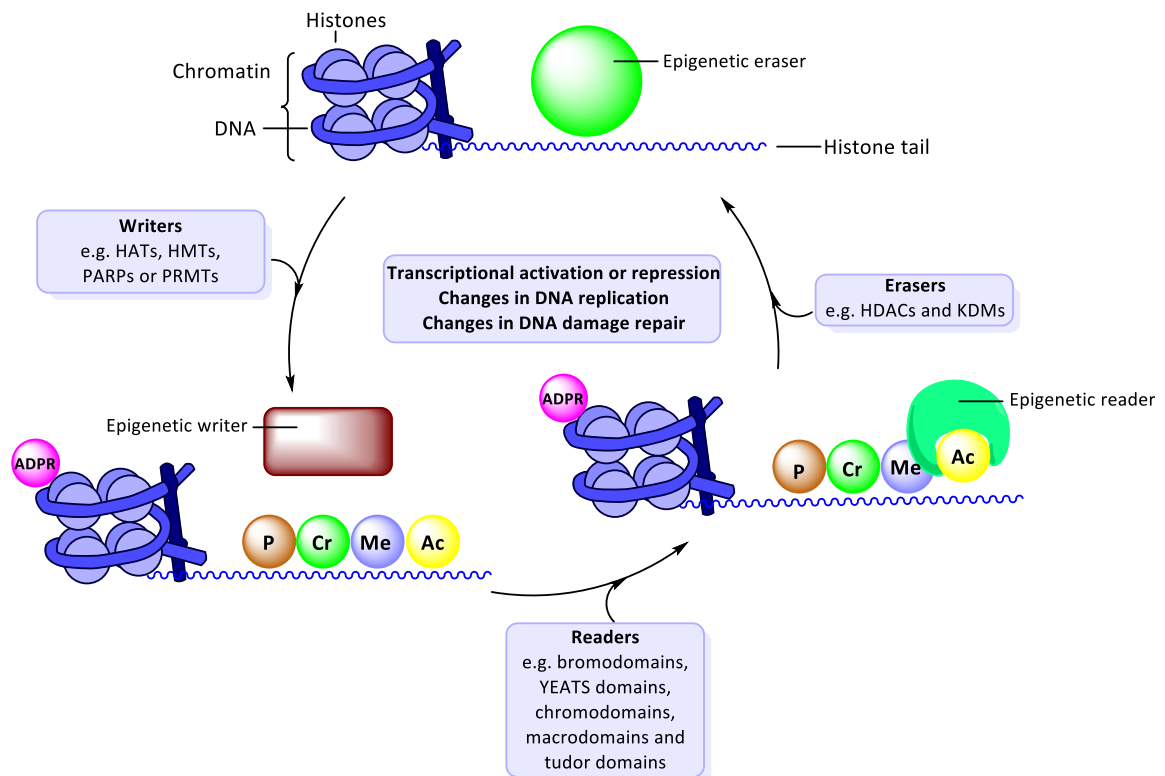 Histones
Chromatin
DNA
Epigenetic eraser
Histone tail
Writers
e.g. HATs, HMTs,
PARPs or PRMTs
Transcriptional activation or repression
Changes in DNA replication
Changes in DNA damage repair
Erasers
e.g. HDACs and KDMs
Epigenetic writer
ADPR
P Cr Me Ac
ADPR
Epigenetic reader
P Cr Me Ac
Readers
e.g. bromodomains,
YEATS domains,
chromodomains,
macrodomains and
tudor domains